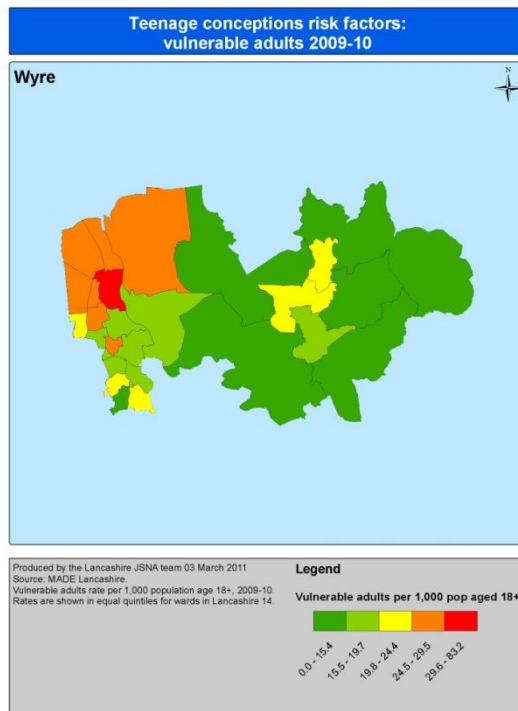 Teenage conceptions risk factors:
vulnerable adults 2009-10
Wyre
N
Produced by the Lancashire JSNA team 03 March 2011
Source: MADE Lancashire.
Vulnerable adults rate per 1,000 population age 18+, 2009-10.
Rates are shown in equal quintiles for wards in Lancashire 14.
Legend
Vulnerable adults per 1,000 pop aged 18+
0.0 - 15.4
15.5 - 19.7
19.8 - 24.4
24.5 - 29.5
29.6 - 83.2